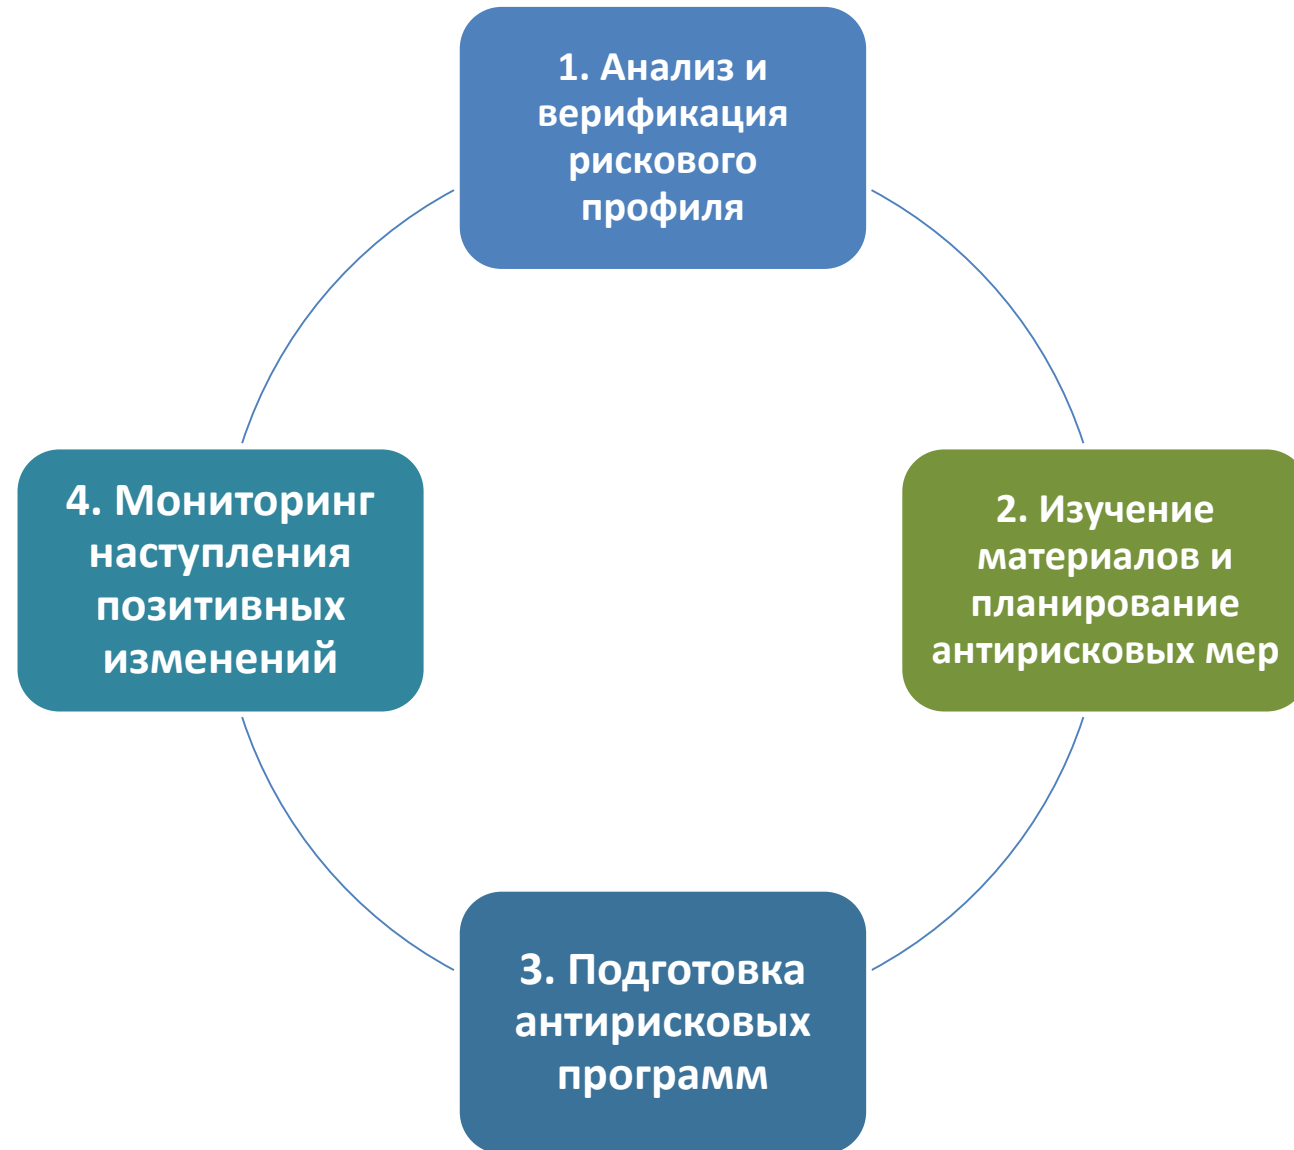 1. Анализ и
верификация
рискового
профиля
2. Изучение
материалов и
планирование
антирисковых мер
3. Подготовка
антирисковых
программ
4. Мониторинг
наступления
позитивных
изменений